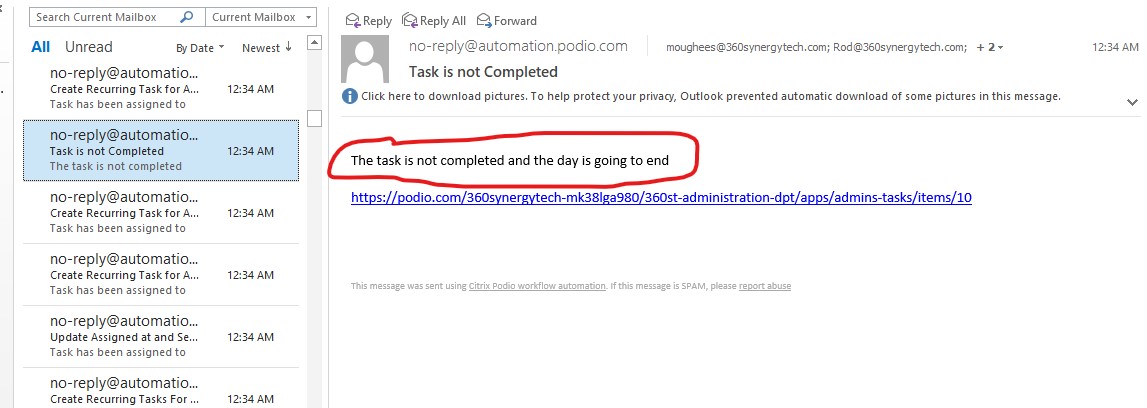 Search Current Mailbox
Current Mailbox
All
Unread
By Date
Newest
no-reply@automatio...
Create Recurring Task for A...
12:34 AM
Task has been assigned to
no-reply@automatio...
Task is not Completed
12:34 AM
The task is not completed
no-reply@automatio...
Create Recurring Task for A...
12:34 AM
Task has been assigned to
no-reply@automatio...
Create Recurring Task for A...
12:34 AM
Task has been assigned to
no-reply@automatio...
Update Assigned at and Se...
12:34 AM
Task has been assigned to
no-reply@automatio...
Create Recurring Tasks For ...
12:34 AM
Reply
Reply All
Forward
no-reply@automation.podio.com
moughees@360synergytech.com; Rod@360synergytech.com; + 2
12:34 AM
Task is not Completed
Click here to download pictures. To help protect your privacy, Outlook prevented automatic download of some pictures in this message.
The task is not completed and the day is going to end
https://podio.com/360synergytech-mk38lga980/360st-administration-dpt/apps/admins-tasks/items/10
This message was sent using Citrix Podio workflow automation. If this message is SPAM, please report abuse